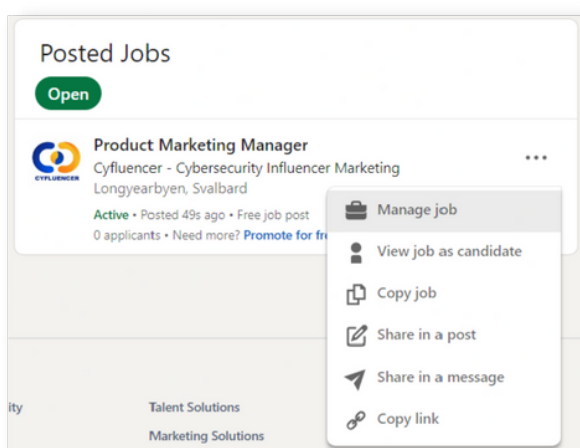 Posted Jobs
Open
Product Marketing Manager
CYFLUENCER
Cyfluencer - Cybersecurity Influencer Marketing
Longyearbyen, Svalbard
Active • Posted 49s ago • Free job post
0 applicants • Need more? Promote for
Manage job
View job as candidate
Copy job
Share in a post
Share in a message
Copy link
Talent Solutions
Marketing Solutions